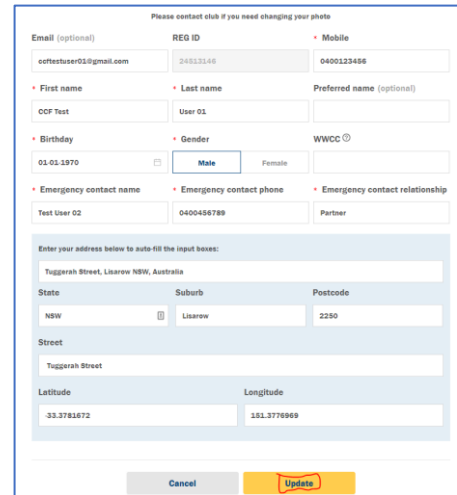 Please contact club if you need changing your photo
Email (optional) REG ID * Mobile
ccftestuser01@gmail.com 24813146 0400123456
* First name * Last name Preferred name (optional)
CCF Test User 01
* Birthday * Gender WWCC ?
01-01-1970 Male Female
* Emergency contact name * Emergency contact phone * Emergency contact relationship
Test User 02 0400456789 Partner
Enter your address below to auto-fill the input boxes:
Tuggerah Street, Lisarow NSW, Australia
State Suburb Postcode
NSW Lisarow 2250
Street
Tuggerah Street
Latitude Longitude
-33.3781672 151.3776969
Cancel Update